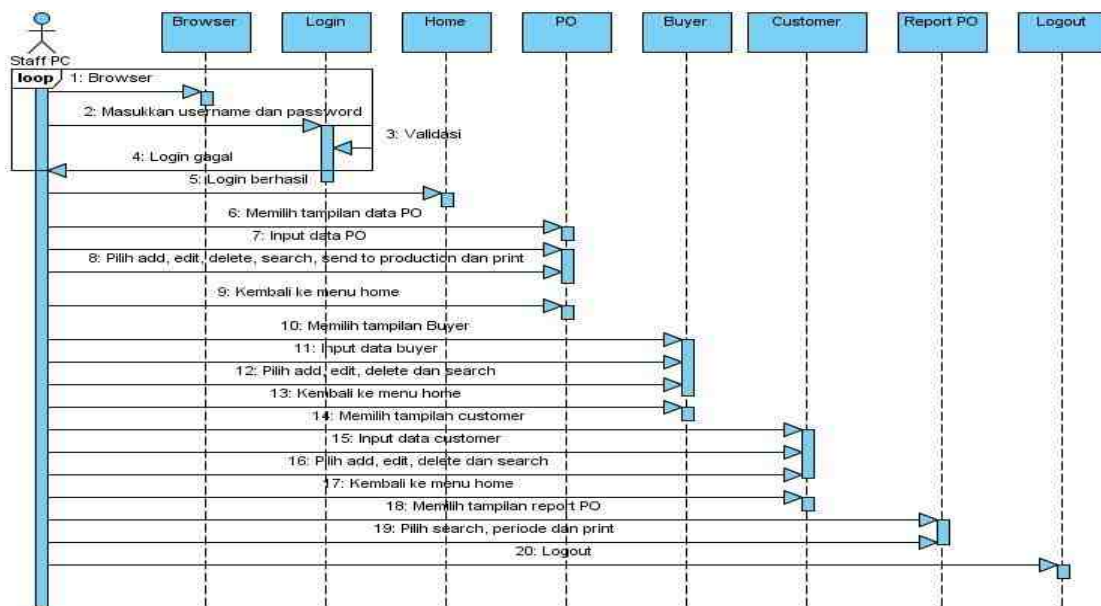 Browser
Login
Home
PO
Buyer
Customer
Report PO
Logout
Staff PC
loop
1: Browser
2: Masukkan username dan password
3: Validasi
4: Login gagal
5: Login berhasil
6: Memilih tampilan data PO
7: Input data PO
8: Pilih add, edit, delete, search, send to production dan print
9: Kembali ke menu home
10: Memilih tampilan Buyer
11: Input data buyer
12: Pilih add, edit, delete dan search
13: Kembali ke menu home
14: Memilih tampilan customer
15: Input data customer
16: Pilih add, edit, delete dan search
17: Kembali ke menu home
18: Memilih tampilan report PO
19: Pilih search, periode dan print
20: Logout